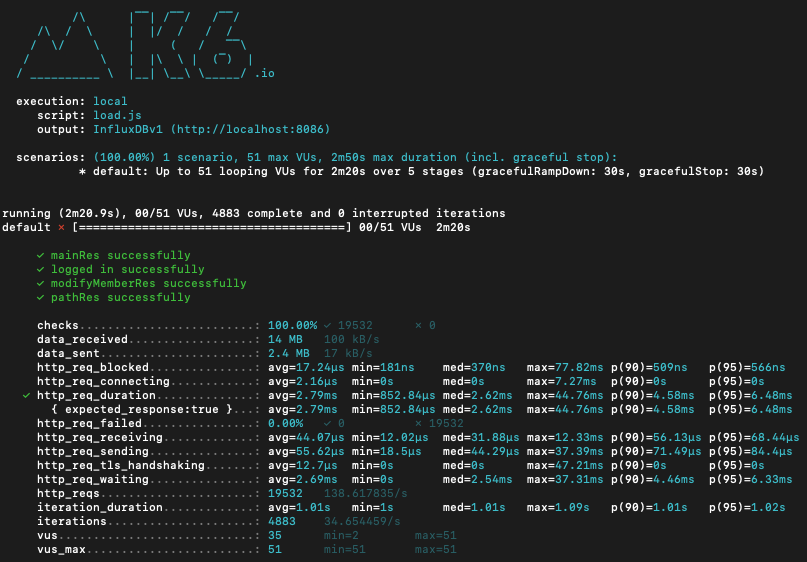 /\      |‾‾| /‾‾/   /‾‾/
/\  /  \     |  |/  /   /  /
/  \/    \    |     (   /   ‾‾\
/          \   |  |\  \ |  (‾)  |
/ __________ \  |__| \__\ \_____/ .io
execution: local
script: load.js
output: InfluxDBv1 (http://localhost:8086)
scenarios: (100.00%) 1 scenario, 51 max VUs, 2m50s max duration (incl. graceful stop):
* default: Up to 51 looping VUs for 2m20s over 5 stages (gracefulRampDown: 30s, gracefulStop: 30s)
running (2m20.9s), 00/51 VUs, 4883 complete and 0 interrupted iterations
default ✗ [======================================] 00/51 VUs  2m20s
✓ mainRes successfully
✓ logged in successfully
✓ modifyMemberRes successfully
✓ pathRes successfully
checks.........................: 100.00% ✓ 19532      ✗ 0
data_received..................: 14 MB   100 kB/s
data_sent......................: 2.4 MB  17 kB/s
http_req_blocked...............: avg=17.24µs min=181ns    med=370ns   max=77.82ms p(90)=509ns   p(95)=566ns
http_req_connecting............: avg=2.16µs  min=0s       med=0s      max=7.27ms  p(90)=0s      p(95)=0s
✓ http_req_duration..............: avg=2.79ms  min=852.84µs med=2.62ms  max=44.76ms p(90)=4.58ms  p(95)=6.48ms
{ expected_response:true }...: avg=2.79ms  min=852.84µs med=2.62ms  max=44.76ms p(90)=4.58ms  p(95)=6.48ms
http_req_failed................: 0.00%   ✓ 0          ✗ 19532
http_req_receiving.............: avg=44.07µs min=12.02µs  med=31.88µs max=12.33ms p(90)=56.13µs p(95)=68.44µs
http_req_sending...............: avg=55.62µs min=18.5µs   med=44.29µs max=37.39ms p(90)=71.49µs p(95)=84.4µs
http_req_tls_handshaking.......: avg=12.7µs  min=0s       med=0s      max=47.21ms p(90)=0s      p(95)=0s
http_req_waiting...............: avg=2.69ms  min=0s       med=2.54ms  max=37.31ms p(90)=4.46ms  p(95)=6.33ms
http_reqs......................: 19532   138.617835/s
iteration_duration.............: avg=1.01s   min=1s       med=1.01s   max=1.09s   p(90)=1.01s   p(95)=1.02s
iterations.....................: 4883    34.654459/s
vus............................: 35      min=2        max=51
vus_max........................: 51      min=51       max=51